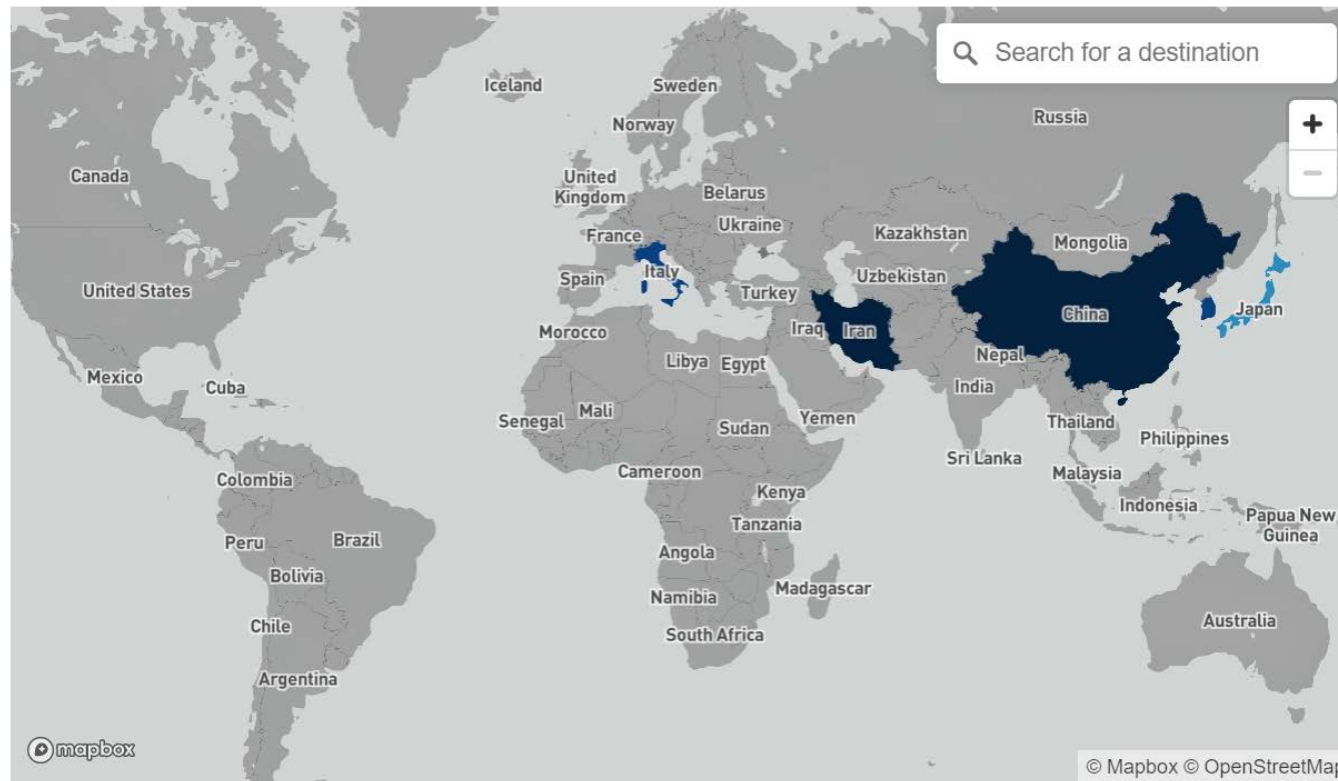 Search for a destination
+
−
Iceland
Sweden
Norway
Russia
Canada
United
Kingdom
Belarus
Ukraine
France
Kazakhstan
Mongolia
Italy
Spain
Uzbekistan
United States
Turkey
China
Japan
Morocco
Iraq
Iran
Libya
Egypt
Nepal
Mexico
Cuba
India
Senegal
Mali
Sudan
Yemen
Thailand
Philippines
Sri Lanka
Colombia
Cameroon
Malaysia
Kenya
Indonesia
Papua New
Guinea
Tanzania
Peru
Brazil
Angola
Bolivia
Madagascar
Namibia
Chile
South Africa
Australia
Argentina
mapbox
© Mapbox © OpenStreetMap